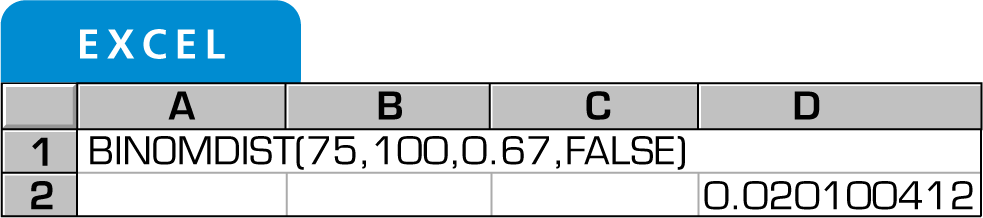 EXCEL
A B C D
1 BINOMDIST(75,100,0.67,FALSE)
2 0.020100412